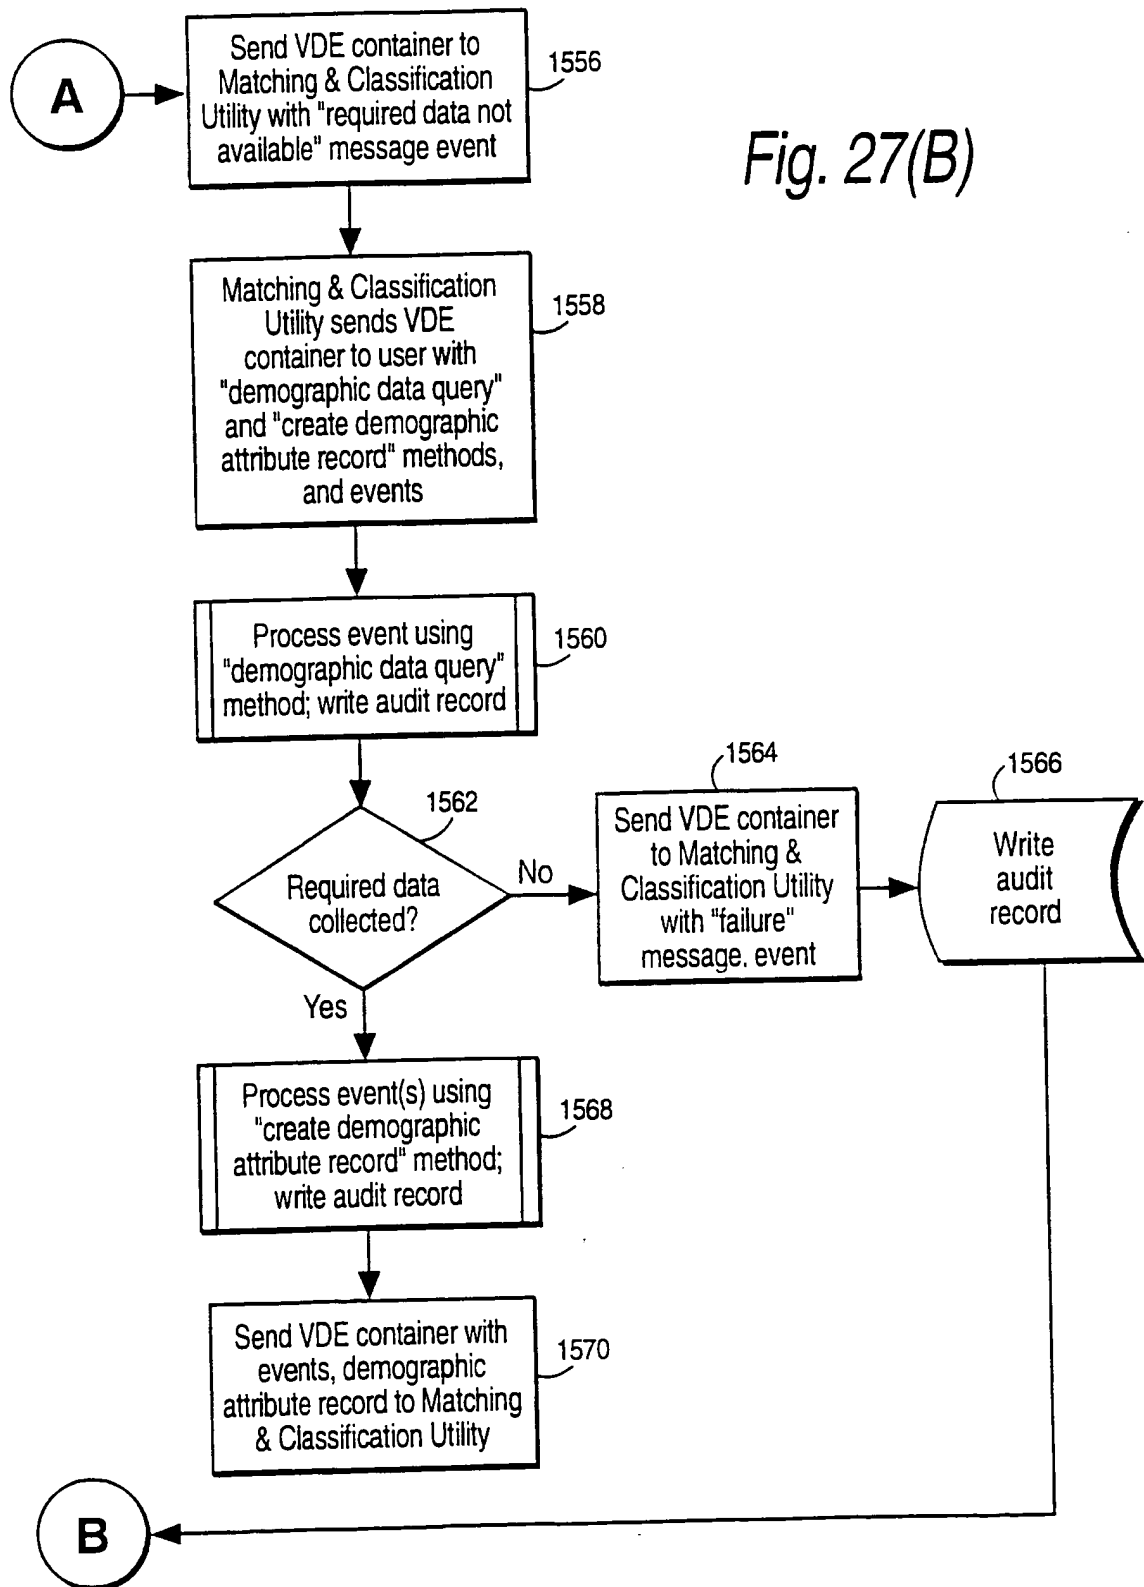 A
Send VDE container to
Matching & Classification
Utility with "required data not
available" message event
1556
Fig. 27(B)
Matching & Classification
Utility sends VDE
container to user with
"demographic data query"
and "create demographic
attribute record" methods,
and events
1558
Process event using
"demographic data query"
method; write audit record
1560
1562
Required data
collected?
No
Yes
1564
Send VDE container
to Matching &
Classification Utility
with "failure"
message. event
1566
Write
audit
record
Process event(s) using
"create demographic
attribute record" method;
write audit record
1568
Send VDE container with
events, demographic
attribute record to Matching
& Classification Utility
1570
B